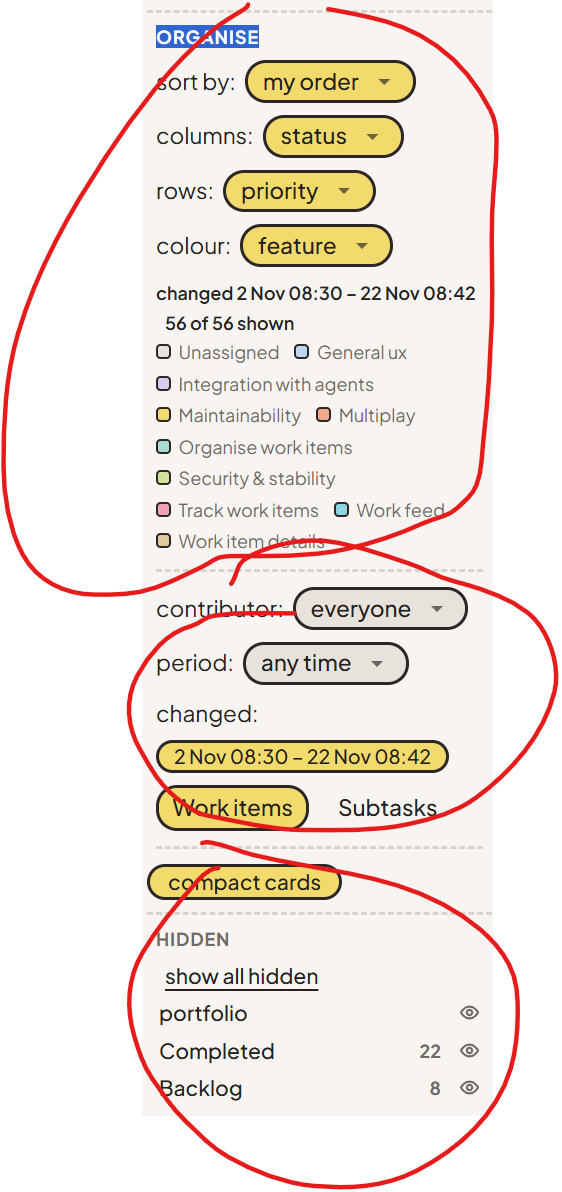 ORGANISE
sort by: my order
columns: status
rows: priority
colour: feature
changed 2 Nov 08:30 – 22 Nov 08:42
56 of 56 shown
Unassigned General ux
Integration with agents
Maintainability Multiplay
Organise work items
Security & stability
Track work items Work feed
Work item details
contributor: everyone
period: any time
changed:
2 Nov 08:30 – 22 Nov 08:42
Work items Subtasks
compact cards
HIDDEN
show all hidden
portfolio
Completed 22
Backlog 8